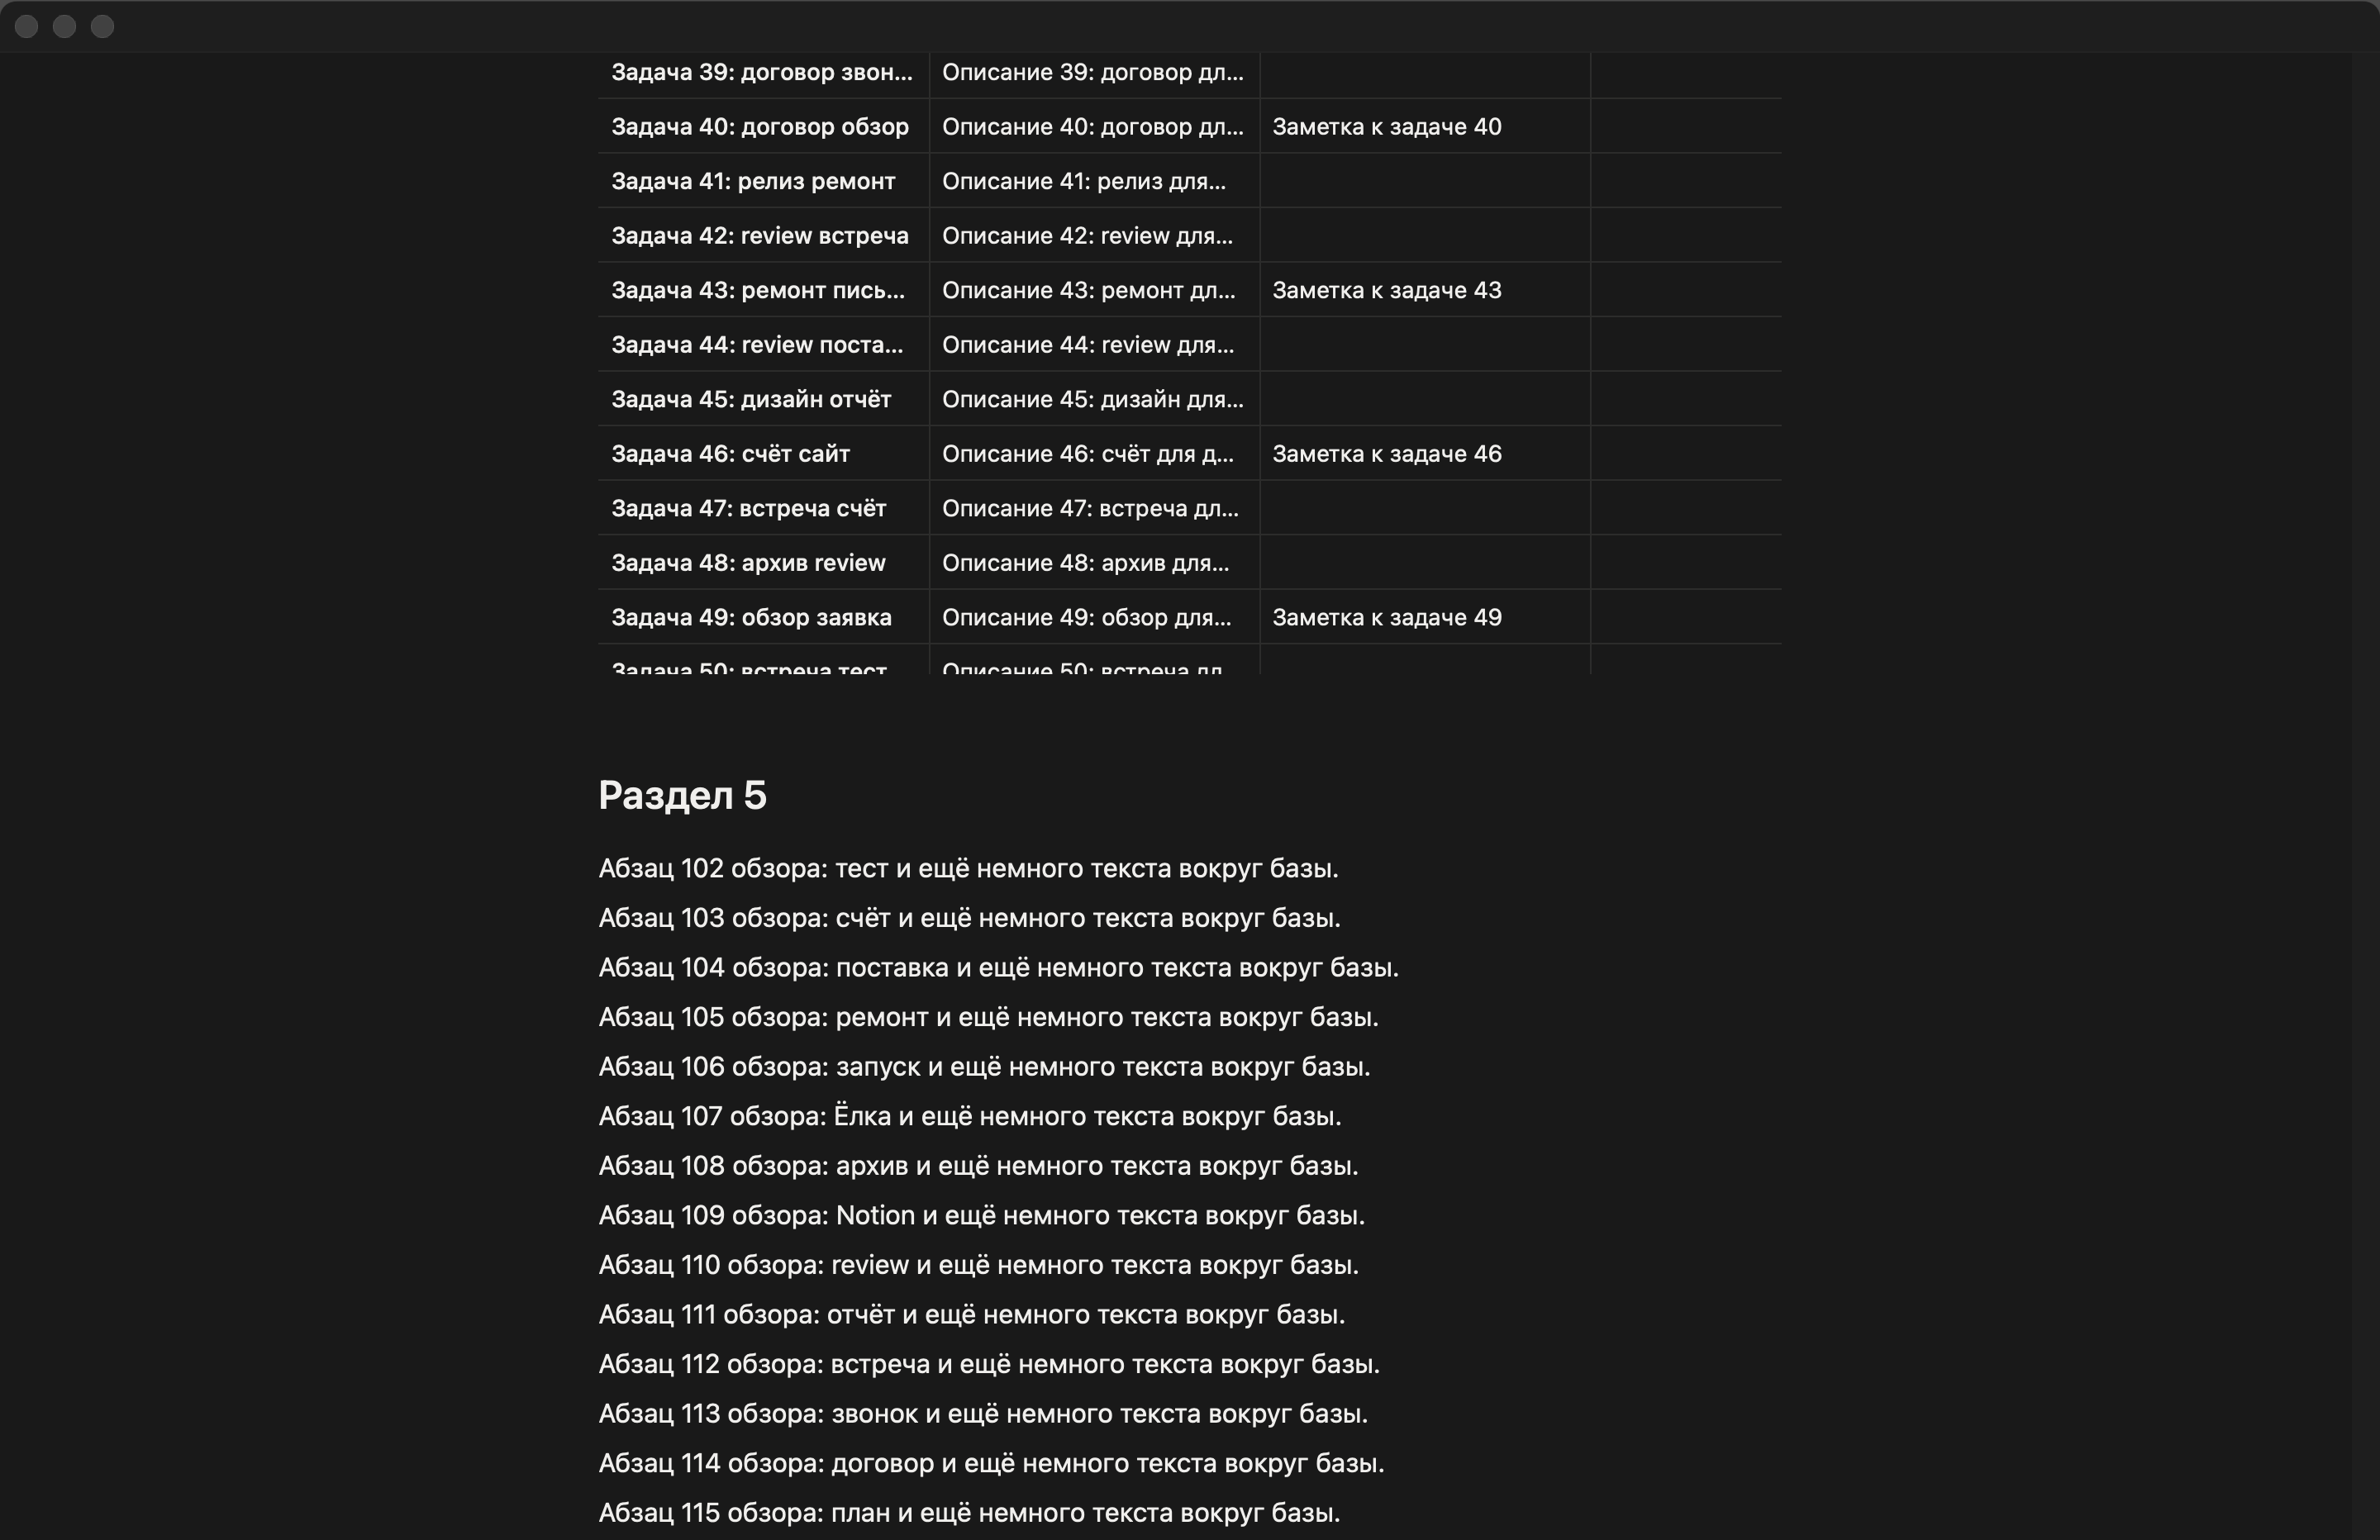 Задача 39: договор звон... Описание 39: договор дл...
Задача 40: договор обзор Описание 40: договор дл... Заметка к задаче 40
Задача 41: релиз ремонт Описание 41: релиз для...
Задача 42: review встреча Описание 42: review для...
Задача 43: ремонт пись... Описание 43: ремонт дл... Заметка к задаче 43
Задача 44: review поста... Описание 44: review для...
Задача 45: дизайн отчёт Описание 45: дизайн для...
Задача 46: счёт сайт Описание 46: счёт для д... Заметка к задаче 46
Задача 47: встреча счёт Описание 47: встреча дл...
Задача 48: архив review Описание 48: архив для...
Задача 49: обзор заявка Описание 49: обзор для... Заметка к задаче 49
Задача 50: встреча тест Описание 50: встреча дл
Раздел 5
Абзац 102 обзора: тест и ещё немного текста вокруг базы.
Абзац 103 обзора: счёт и ещё немного текста вокруг базы.
Абзац 104 обзора: поставка и ещё немного текста вокруг базы.
Абзац 105 обзора: ремонт и ещё немного текста вокруг базы.
Абзац 106 обзора: запуск и ещё немного текста вокруг базы.
Абзац 107 обзора: Ёлка и ещё немного текста вокруг базы.
Абзац 108 обзора: архив и ещё немного текста вокруг базы.
Абзац 109 обзора: Notion и ещё немного текста вокруг базы.
Абзац 110 обзора: review и ещё немного текста вокруг базы.
Абзац 111 обзора: отчёт и ещё немного текста вокруг базы.
Абзац 112 обзора: встреча и ещё немного текста вокруг базы.
Абзац 113 обзора: звонок и ещё немного текста вокруг базы.
Абзац 114 обзора: договор и ещё немного текста вокруг базы.
Абзац 115 обзора: план и ещё немного текста вокруг базы.